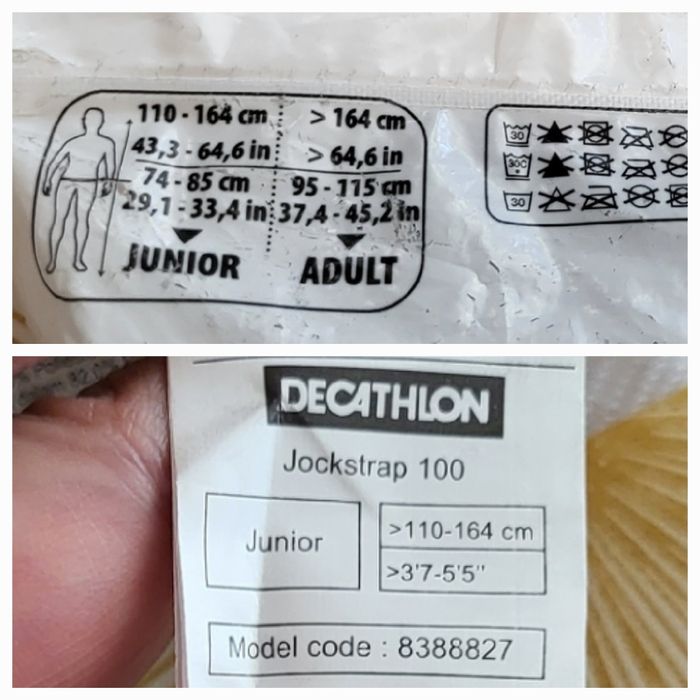 110 - 164 cm > 164 cm
43,3 - 64,6 in > 64,6 in
74 - 85 cm 95 - 115 cm
29,1 - 33,4 in 37,4 - 45,2 in
JUNIOR ADULT
30
30C
30
DECATHLON
Jockstrap 100
Junior
>110-164 cm
>3'7-5'5"
Model code : 8388827